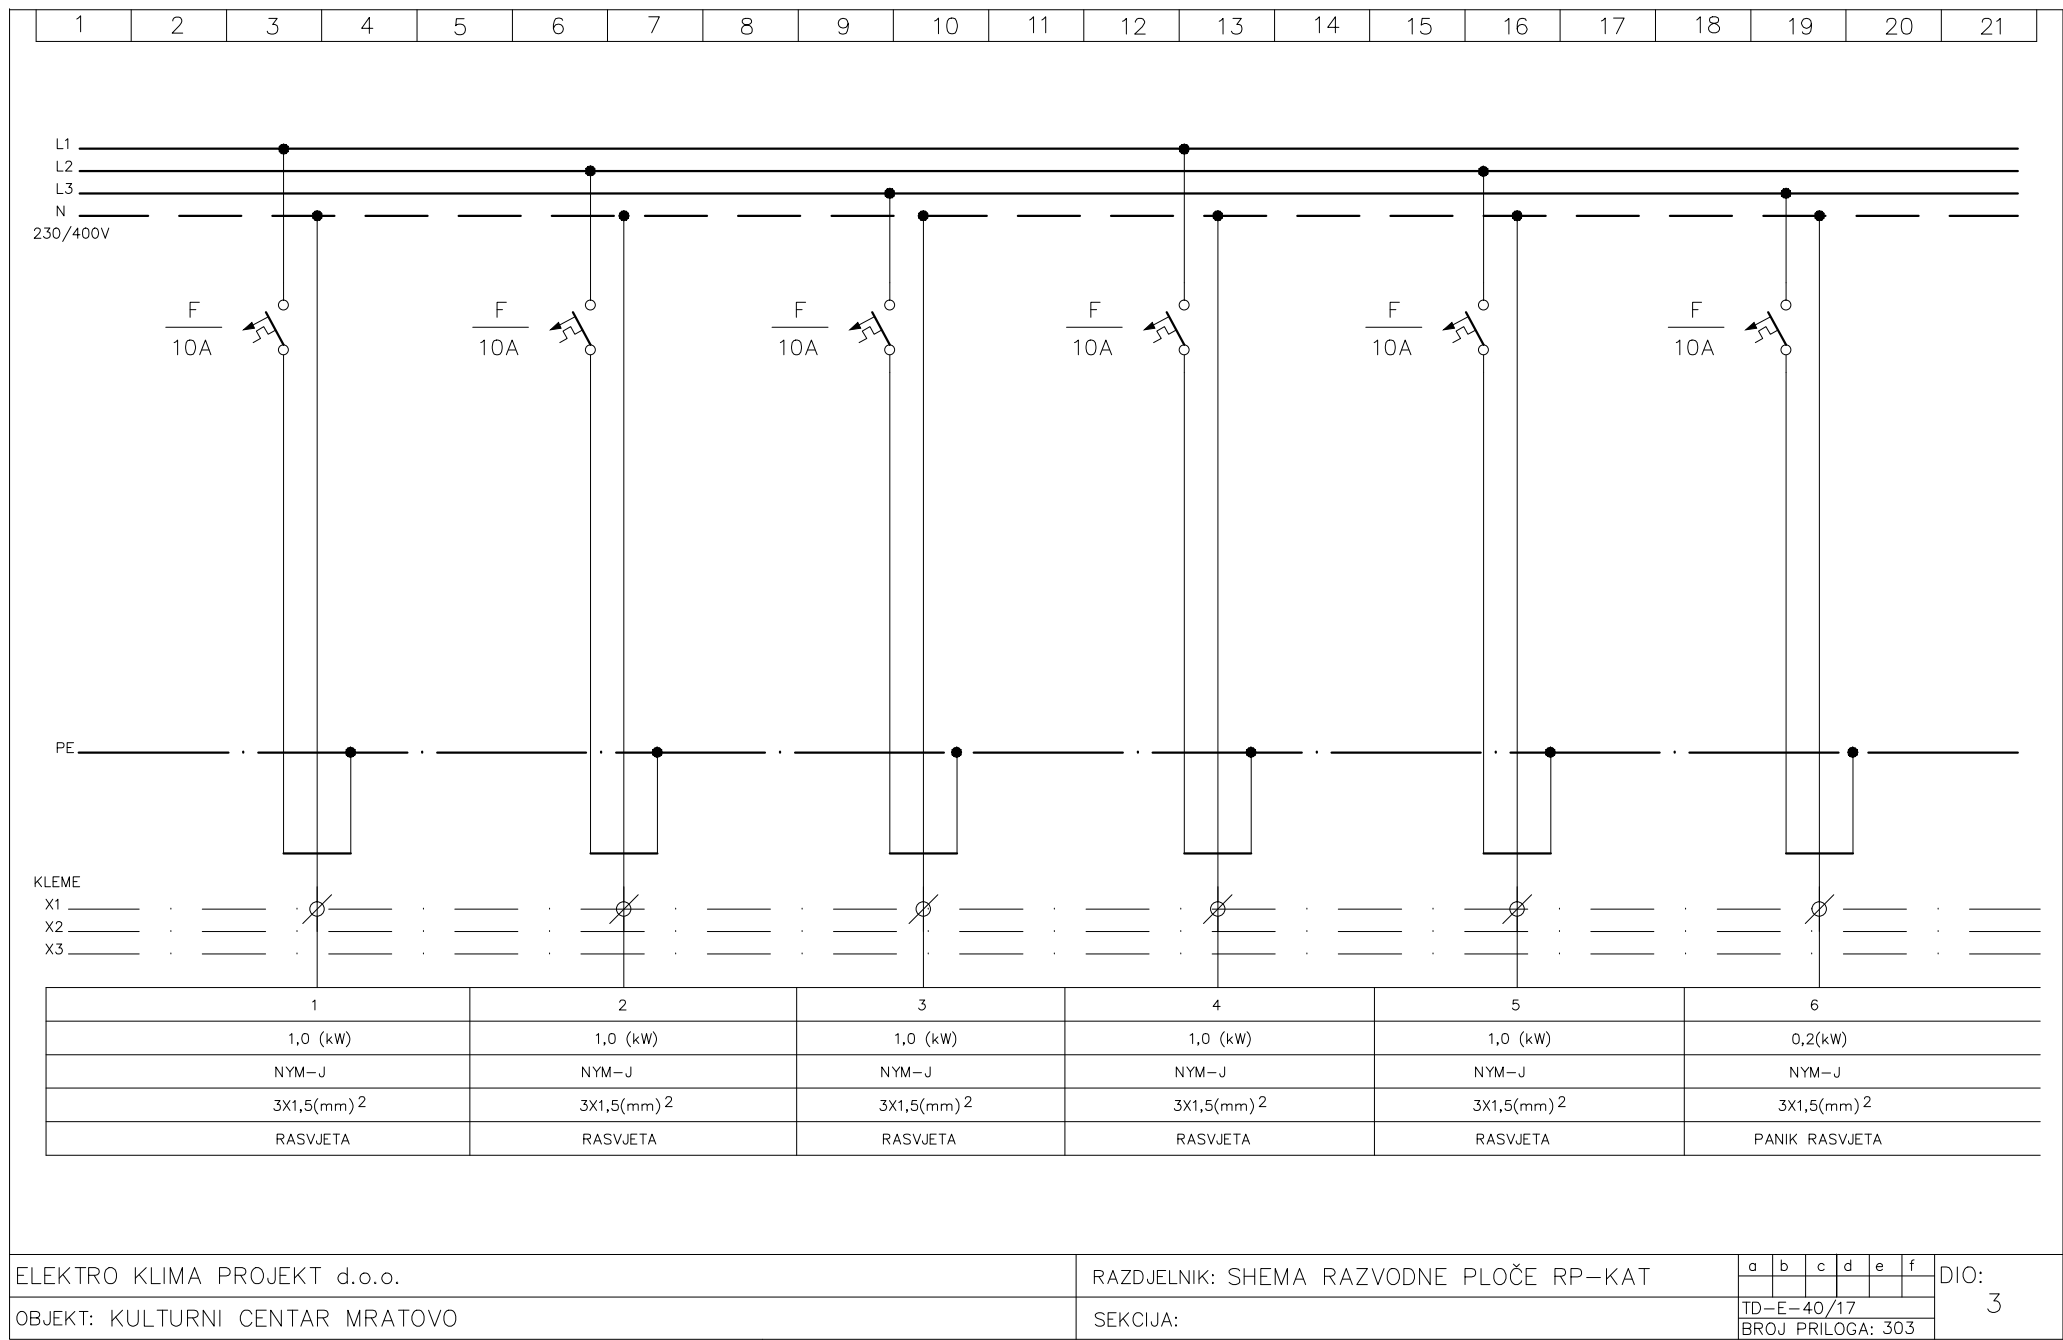 1 2 3 4 5 6 7 8 9 10 11 12 13 14 15 16 17 18 19 20 21
L1
L2
L3
N
230/400V
F F F F F F
10A 10A 10A 10A 10A 10A
PE
KLEME
X1
X2
X3
1 2 3 4 5 6
1,0 (kW) 1,0 (kW) 1,0 (kW) 1,0 (kW) 1,0 (kW) 0,2(kW)
NYM-J NYM-J NYM-J NYM-J NYM-J NYM-J
3X1,5(mm)2 3X1,5(mm)2 3X1,5(mm)2 3X1,5(mm)2 3X1,5(mm)2 3X1,5(mm)2
RASVJETA RASVJETA RASVJETA RASVJETA RASVJETA PANIK RASVJETA
ELEKTRO KLIMA PROJEKT d.o.o.
OBJEKT: KULTURNI CENTAR MRATOVO
RAZDJELNIK: SHEMA RAZVODNE PLOČE RP-KAT
SEKCIJA:
a b c d e f
TD-E-40/17
BROJ PRILOGA: 303
DIO:
3